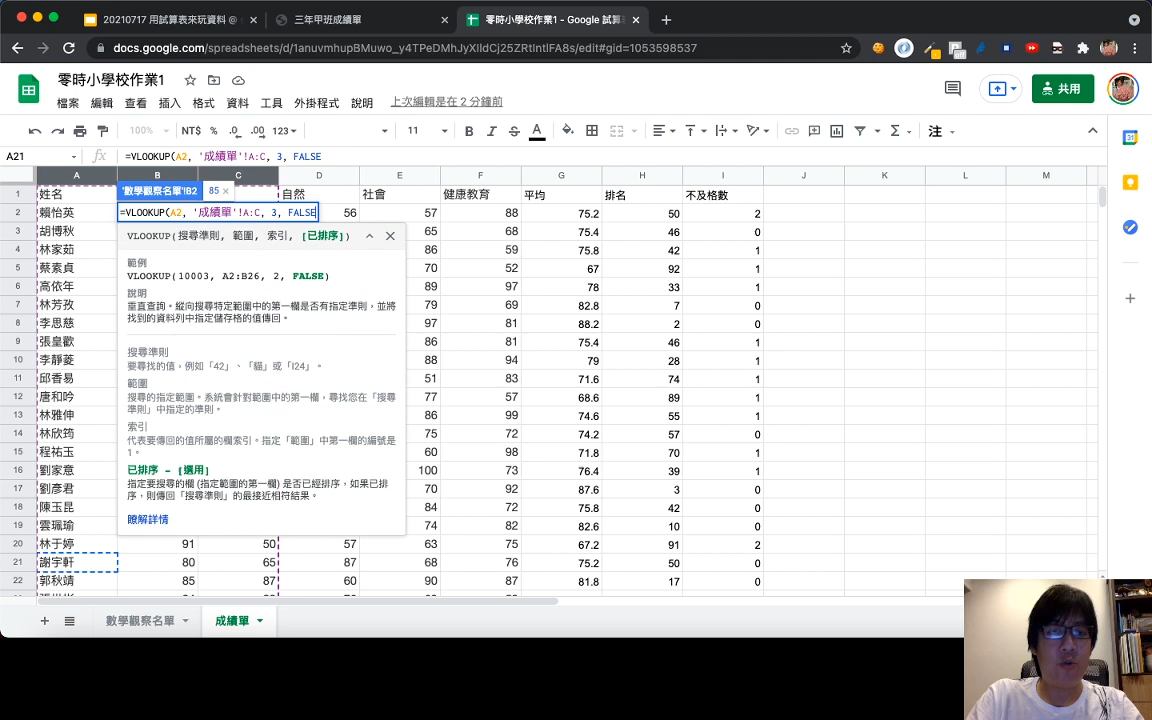 20210717 用試算表來玩資料 @
三年甲班成績單
零時小學校作業1 - Google 試算
docs.google.com/spreadsheets/d/1anuvmhupBMuwo_y4TPeDMhJyXIldCj25ZRtIntIFA8s/edit#gid=1053598537
零時小學校作業1
檔案 編輯 查看 插入 格式 資料 工具 外掛程式 說明 上次編輯是在 2 分鐘前
共用
100% NT$ % .0 .00 123 11 B I S A 注
A21 fx =VLOOKUP(A2, '成績單'!A:C, 3, FALSE
A B C D E F G H I J K L M
1 姓名 '數學觀察名單'!B2 85 × 自然 社會 健康教育 平均 排名 不及格數
2 賴怡英 =VLOOKUP(A2, '成績單'!A:C, 3, FALSE 56 57 88 75.2 50 2
3 胡博秋 65 68 75.4 46 0
4 林家茹 86 59 75.8 42 1
5 蔡素貞 70 52 67 92 1
6 高依年 89 97 78 33 1
7 林芳孜 79 69 82.8 7 0
8 李思慈 97 81 88.2 2 0
9 張皇歡 86 81 75.4 46 1
10 李靜菱 88 94 79 28 1
11 邱香易 51 83 71.6 74 1
12 唐和吟 77 57 68.6 89 1
13 林雅伸 86 99 74.6 55 1
14 林欣筠 75 72 74.2 57 0
15 程祐玉 60 98 71.8 70 1
16 劉家意 100 73 76.4 39 1
17 劉彥君 70 92 87.6 3 0
18 陳玉昆 84 72 75.8 42 0
19 雲珮瑜 74 82 82.6 10 0
20 林于婷 91 50 57 63 75 67.2 91 2
21 謝宇軒 80 65 87 68 76 75.2 50 0
22 郭秋靖 85 87 60 90 87 81.8 17 0
VLOOKUP(搜尋準則, 範圍, 索引, [已排序])
範例
VLOOKUP(10003, A2:B26, 2, FALSE)
說明
垂直查詢。縱向搜尋特定範圍中的第一欄是否有指定準則，並將
找到的資料列中指定儲存格的值傳回。
搜尋準則
要尋找的值，例如「42」、「貓」或「I24」。
範圍
搜尋的指定範圍。系統會針對範圍中的第一欄，尋找您在「搜尋
準則」中指定的準則。
索引
代表要傳回的值所屬的欄索引。指定「範圍」中第一欄的編號是
1。
已排序 - [選用]
指定要搜尋的欄 (指定範圍的第一欄) 是否已經排序，如果已排
序，則傳回「搜尋準則」的最接近相符結果。
瞭解詳情
數學觀察名單 成績單